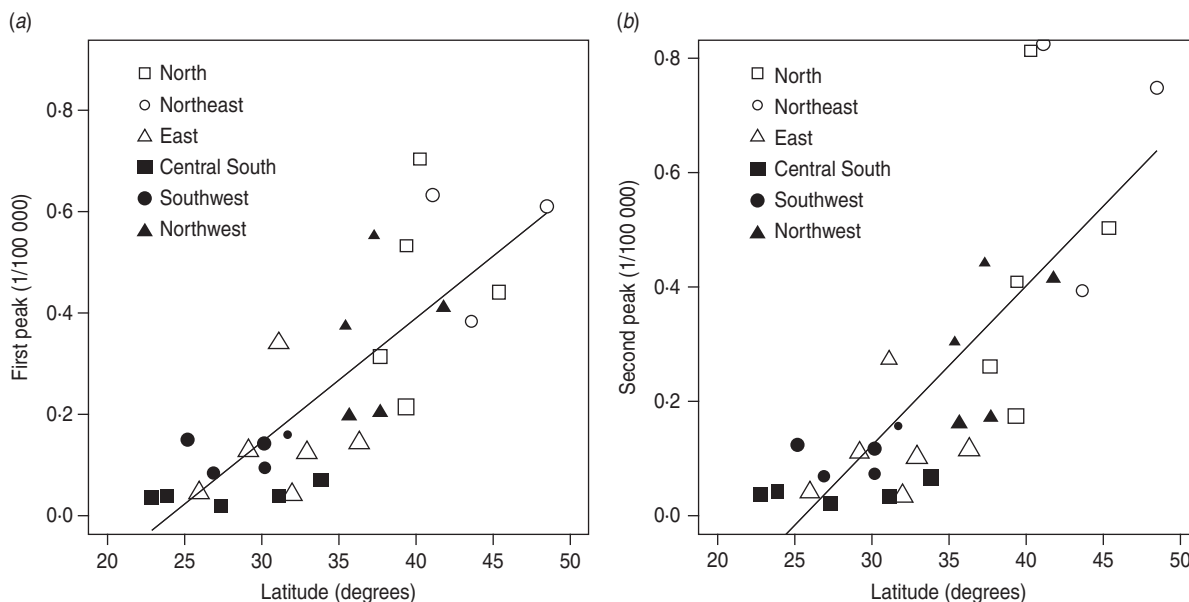 (a)
First peak (1/100 000)
0·8
0·6
0·4
0·2
0·0
North
Northeast
East
Central South
Southwest
Northwest
20 25 30 35 40 45 50
Latitude (degrees)
(b)
Second peak (1/100 000)
0·8
0·6
0·4
0·2
0·0
North
Northeast
East
Central South
Southwest
Northwest
20 25 30 35 40 45 50
Latitude (degrees)